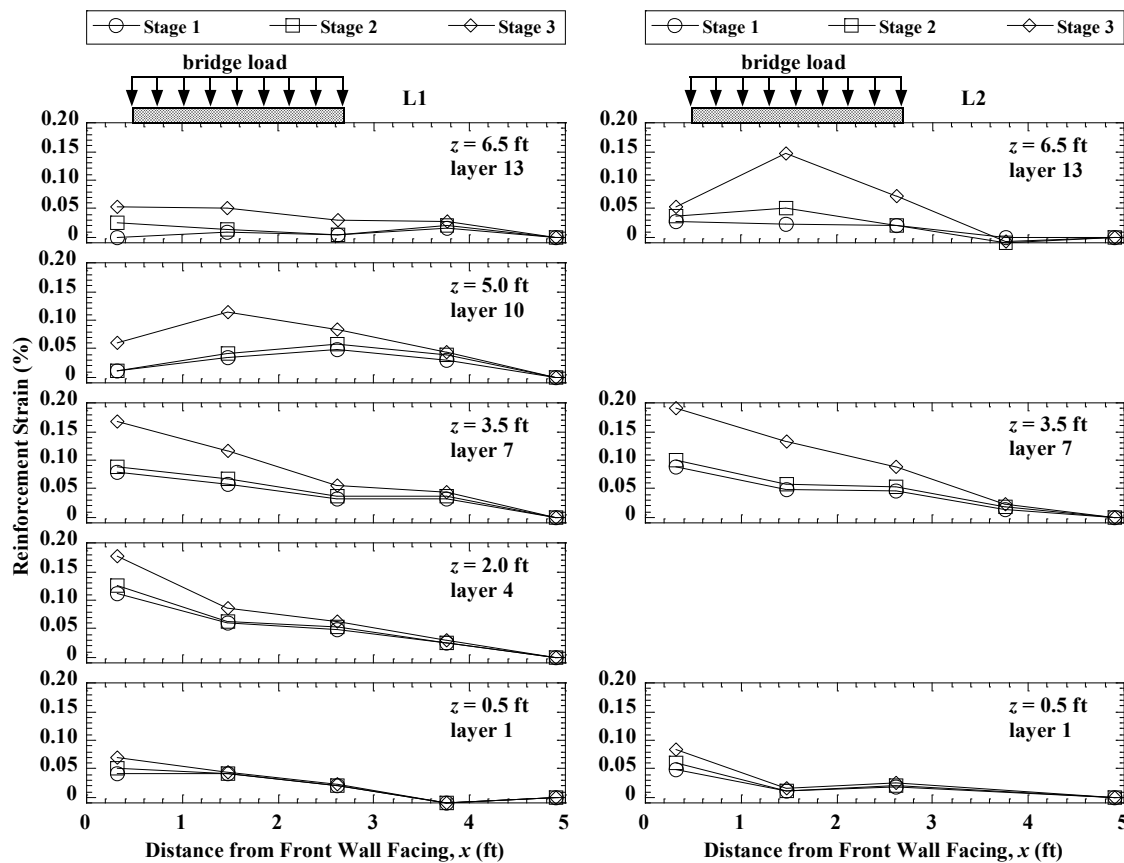 Stage 1 Stage 2 Stage 3
bridge load
L1
0.20
0.15
0.10
0.05
0
z = 6.5 ft
layer 13
0.20
0.15
0.10
0.05
0
z = 5.0 ft
layer 10
0.20
0.15
0.10
0.05
0
z = 3.5 ft
layer 7
0.20
0.15
0.10
0.05
0
z = 2.0 ft
layer 4
0.20
0.15
0.10
0.05
0
z = 0.5 ft
layer 1
0 1 2 3 4 5
Reinforcement Strain (%)
Distance from Front Wall Facing, x (ft)
Stage 1 Stage 2 Stage 3
bridge load
L2
0.20
0.15
0.10
0.05
0
z = 6.5 ft
layer 13
0.20
0.15
0.10
0.05
0
z = 3.5 ft
layer 7
0.20
0.15
0.10
0.05
0
z = 0.5 ft
layer 1
0 1 2 3 4 5
Distance from Front Wall Facing, x (ft)